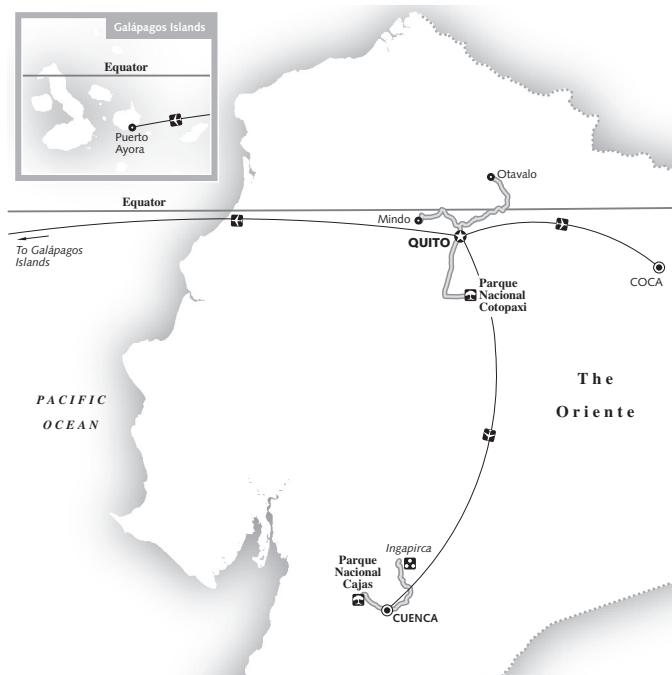 Galápagos Islands
Equator
Puerto
Ayora
Otavalo
Equator
Mindo
QUITO
To Galápagos
Islands
COCA
Parque
Nacional
Cotopaxi
The
Oriente
PACIFIC
OCEAN
Ingapirca
Parque
Nacional
Cajas
CUENCA